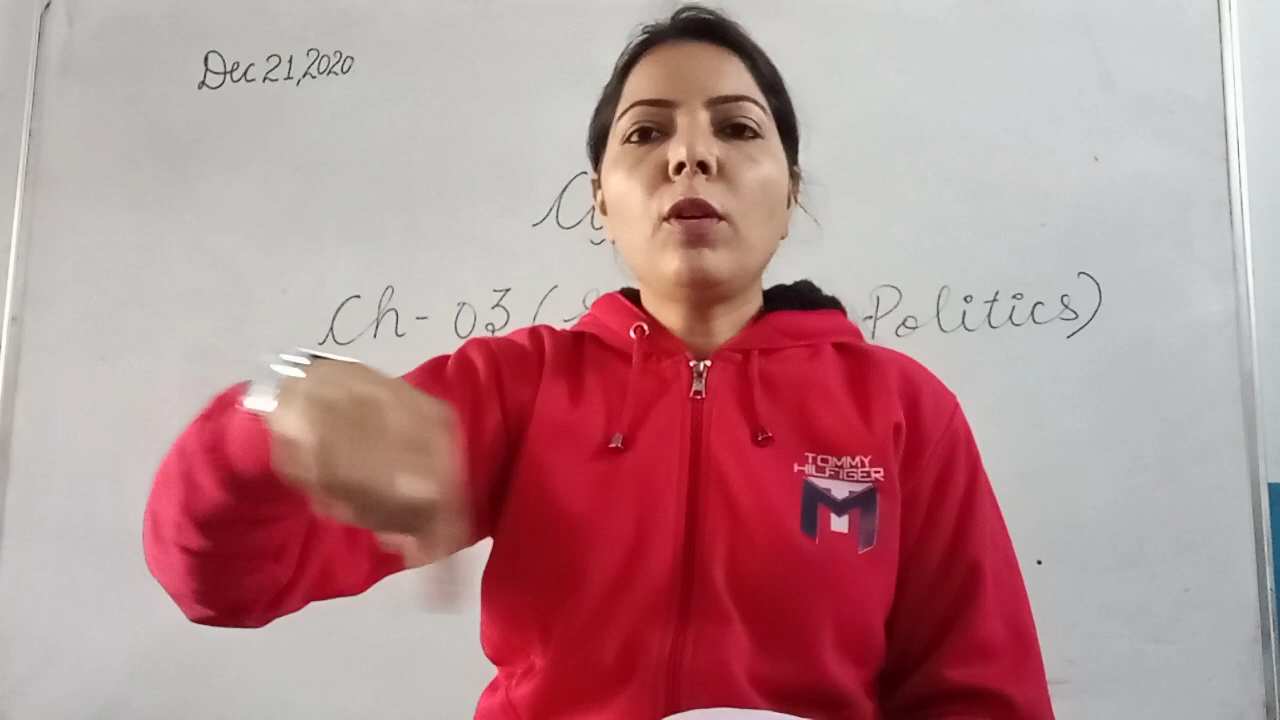 Dec 21, 2020
Ch- 03 ( -Politics)
TOMMY
HILFIGER